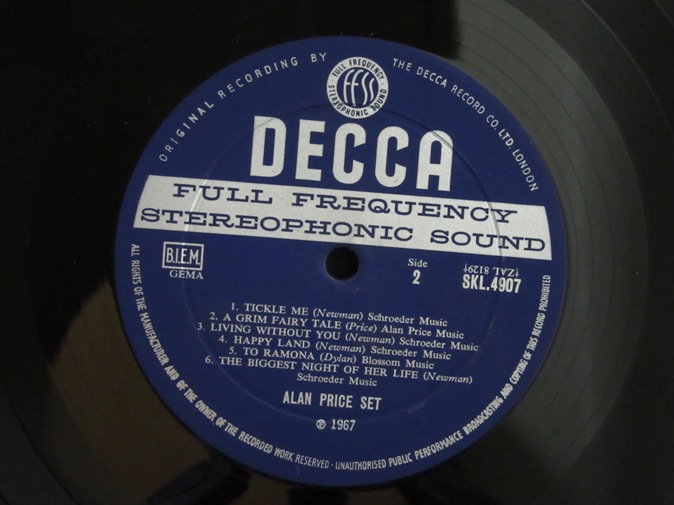 ORIGINAL RECORDING BY THE DECCA RECORD CO. LTD. LONDON
FULL FREQUENCY
FFSS
STEREOPHONIC SOUND
DECCA
FULL FREQUENCY
STEREOPHONIC SOUND
B.I.E.M.
GEMA
Side
2
‡ZAL 8129‡
SKL.4907
1. TICKLE ME (Newman) Schroeder Music
2. A GRIM FAIRY TALE (Price) Alan Price Music
3. LIVING WITHOUT YOU (Newman) Schroeder Music
4. HAPPY LAND (Newman) Schroeder Music
5. TO RAMONA (Dylan) Blossom Music
6. THE BIGGEST NIGHT OF HER LIFE (Newman)
Schroeder Music
ALAN PRICE SET
℗ 1967
ALL RIGHTS OF THE MANUFACTURER AND OF THE OWNER OF THE RECORDED WORK RESERVED · UNAUTHORISED PUBLIC PERFORMANCE BROADCASTING AND COPYING OF THIS RECORD PROHIBITED